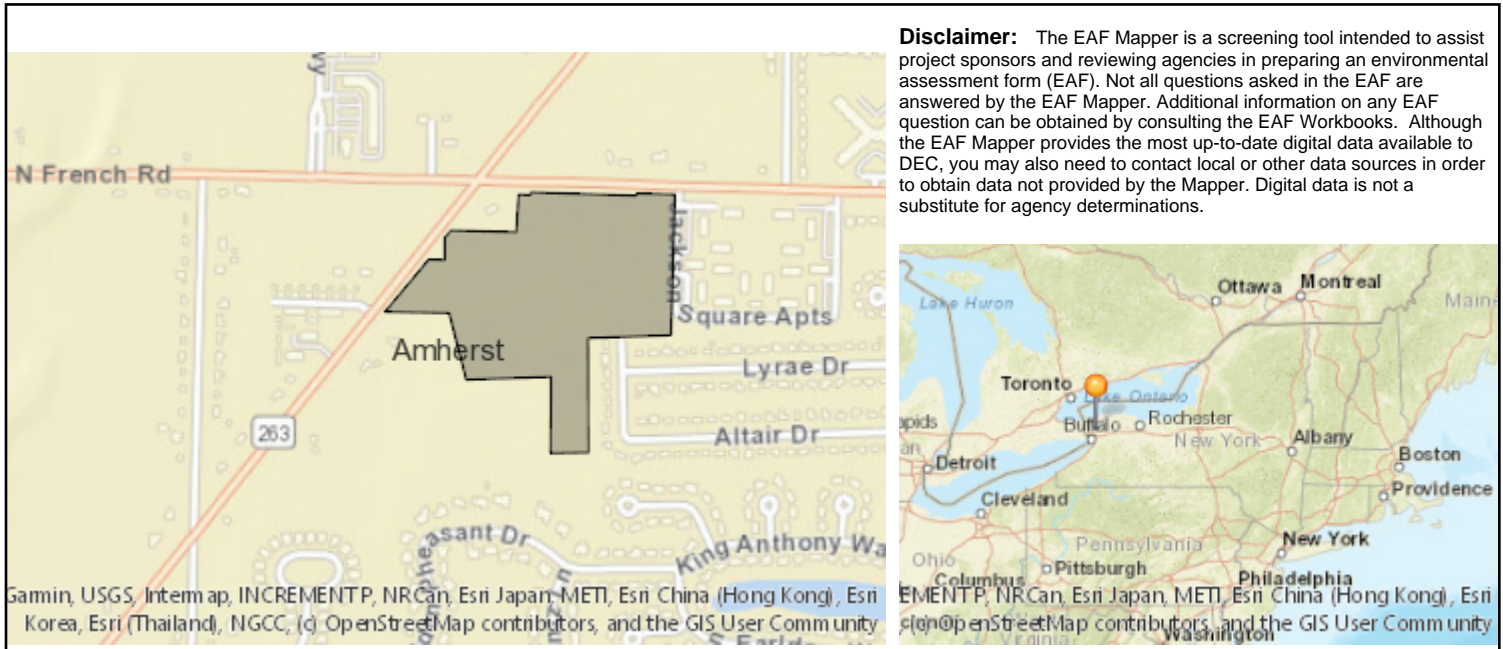 Disclaimer: The EAF Mapper is a screening tool intended to assist
project sponsors and reviewing agencies in preparing an environmental
assessment form (EAF). Not all questions asked in the EAF are
answered by the EAF Mapper. Additional information on any EAF
question can be obtained by consulting the EAF Workbooks. Although
the EAF Mapper provides the most up-to-date digital data available to
DEC, you may also need to contact local or other data sources in order
to obtain data not provided by the Mapper. Digital data is not a
substitute for agency determinations.
N French Rd
Jackson
Square Apts
Amherst
Lyrae Dr
263
Altair Dr
Pheasant Dr
King Anthony Wa
Garmin, USGS, Intermap, INCREMENT P, NRCan, Esri Japan, METI, Esri China (Hong Kong), Esri
Korea, Esri (Thailand), NGCC, (c) OpenStreetMap contributors, and the GIS User Community
Ottawa
Montreal
Maine
Lake Huron
Toronto
Lake Ontario
Rochester
Buffalo
New York
Albany
apids
Detroit
Boston
Providence
Cleveland
New York
Pennsylvania
Ohio
Pittsburgh
Columbus
Philadelphia
EMENT P, NRCan, Esri Japan, METI, Esri China (Hong Kong), Esri
(c) OpenStreetMap contributors, and the GIS User Community
Virginia
Washington